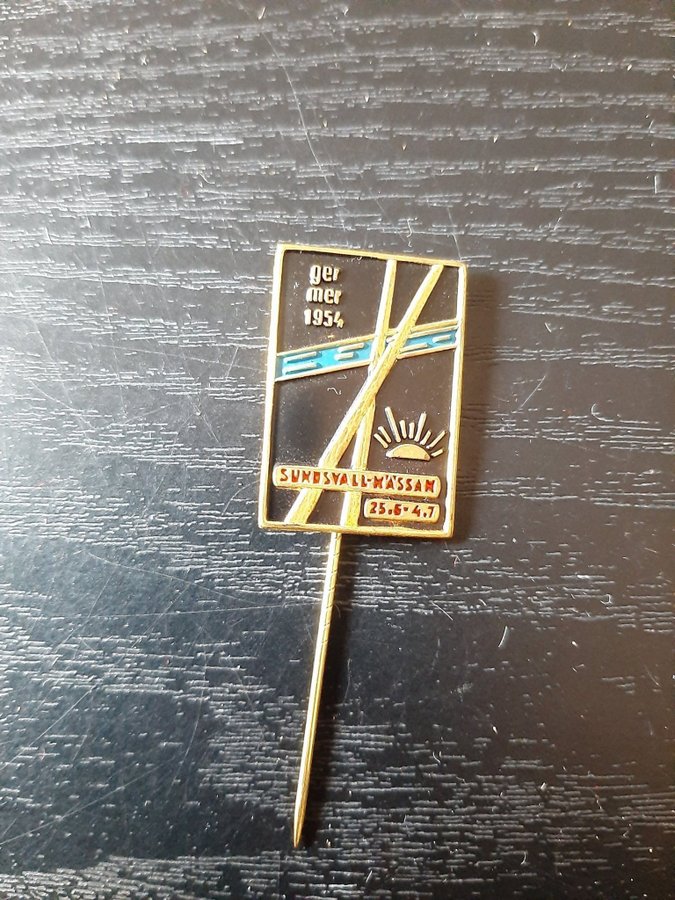 ger
mer
1954
SUNDSVALL-MÄSSAN
25.6-4.7